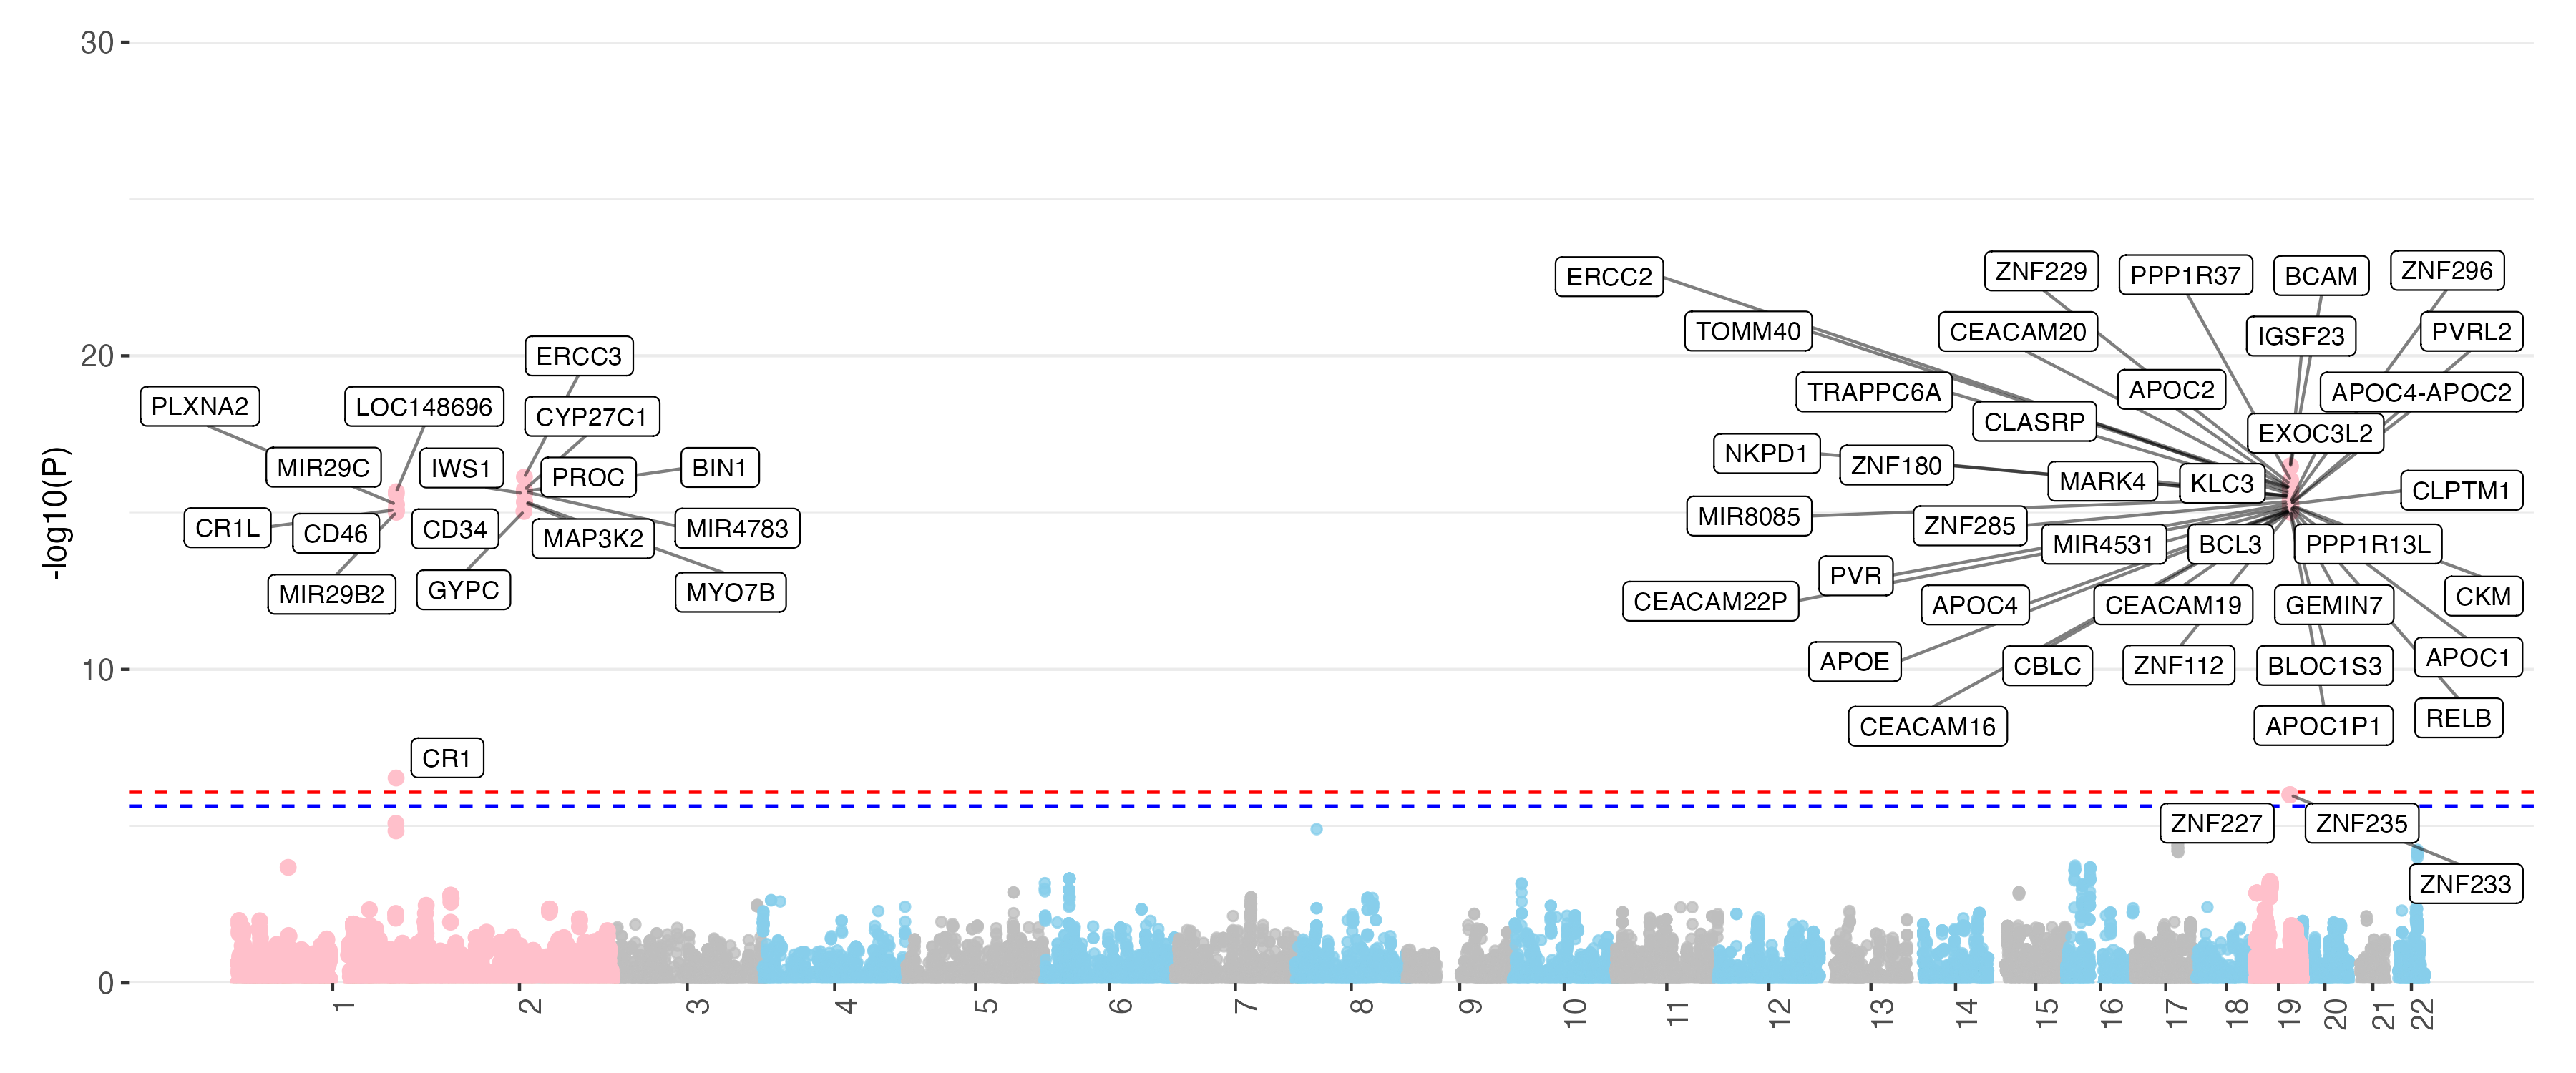 30
ERCC2
ZNF229
PPP1R37
BCAM
ZNF296
TOMM40
CEACAM20
IGSF23
PVRL2
20
ERCC3
TRAPPC6A
APOC2
APOC4-APOC2
PLXNA2
LOC148696
CYP27C1
CLASRP
EXOC3L2
MIR29C
IWS1
PROC
BIN1
NKPD1
ZNF180
MARK4
KLC3
CLPTM1
-log10(P)
CR1L
CD46
CD34
MAP3K2
MIR4783
MIR8085
ZNF285
MIR4531
BCL3
PPP1R13L
MIR29B2
GYPC
MYO7B
PVR
CEACAM22P
APOC4
CEACAM19
GEMIN7
CKM
10
APOE
CBLC
ZNF112
BLOC1S3
APOC1
CEACAM16
APOC1P1
RELB
CR1
ZNF227
ZNF235
ZNF233
0
1
2
3
4
5
6
7
8
9
10
11
12
13
14
15
16
17
18
19
20
21
22